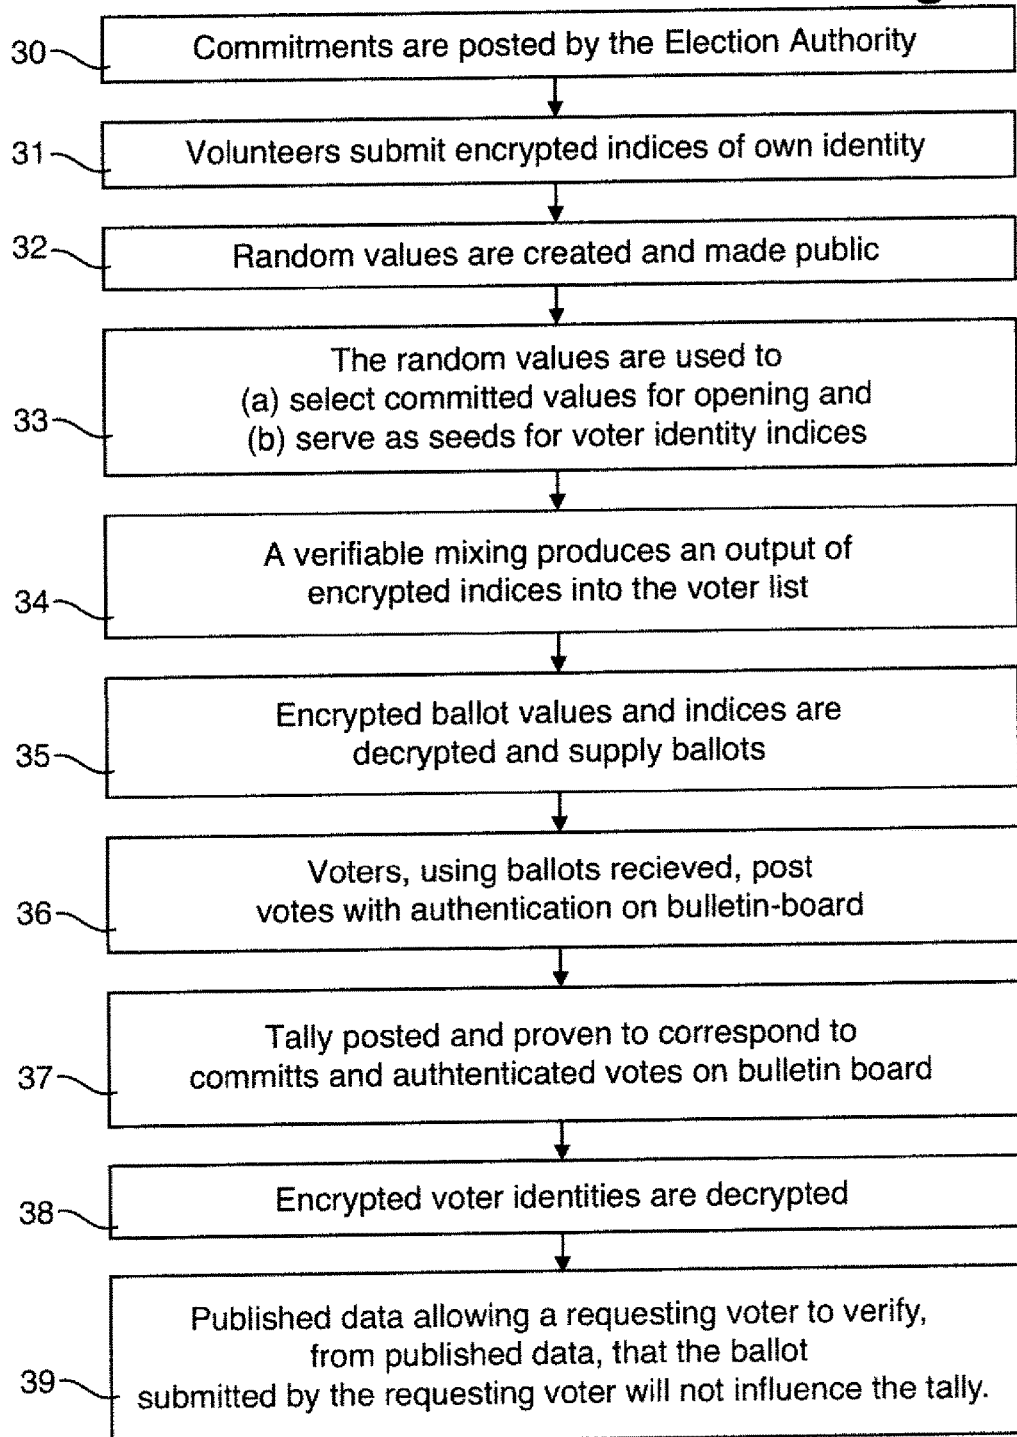 30
Commitments are posted by the Election Authority
31
Volunteers submit encrypted indices of own identity
32
Random values are created and made public
33
The random values are used to
(a) select committed values for opening and
(b) serve as seeds for voter identity indices
34
A verifiable mixing produces an output of
encrypted indices into the voter list
35
Encrypted ballot values and indices are
decrypted and supply ballots
36
Voters, using ballots recieved, post
votes with authentication on bulletin-board
37
Tally posted and proven to correspond to
committs and authtenticated votes on bulletin board
38
Encrypted voter identities are decrypted
39
Published data allowing a requesting voter to verify,
from published data, that the ballot
submitted by the requesting voter will not influence the tally.